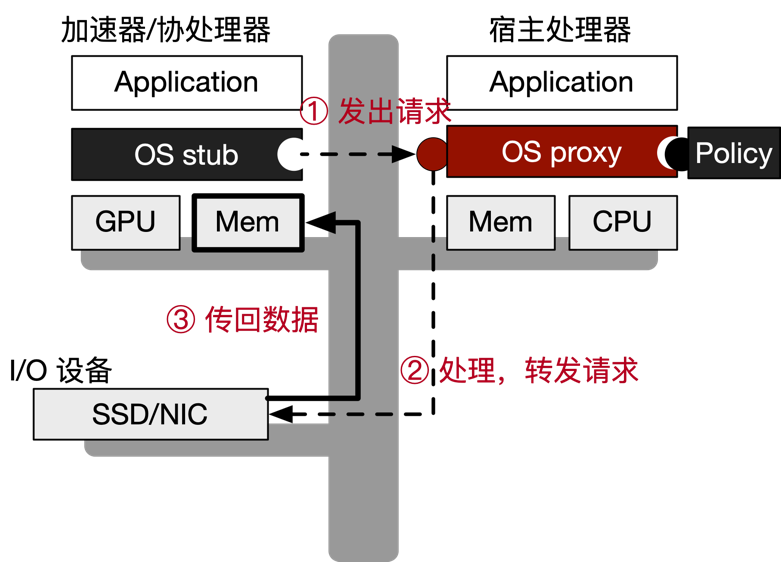 加速器/协处理器
宿主处理器
Application
Application
① 发出请求
OS stub
OS proxy
Policy
GPU
Mem
Mem
CPU
③ 传回数据
② 处理，转发请求
I/O 设备
SSD/NIC